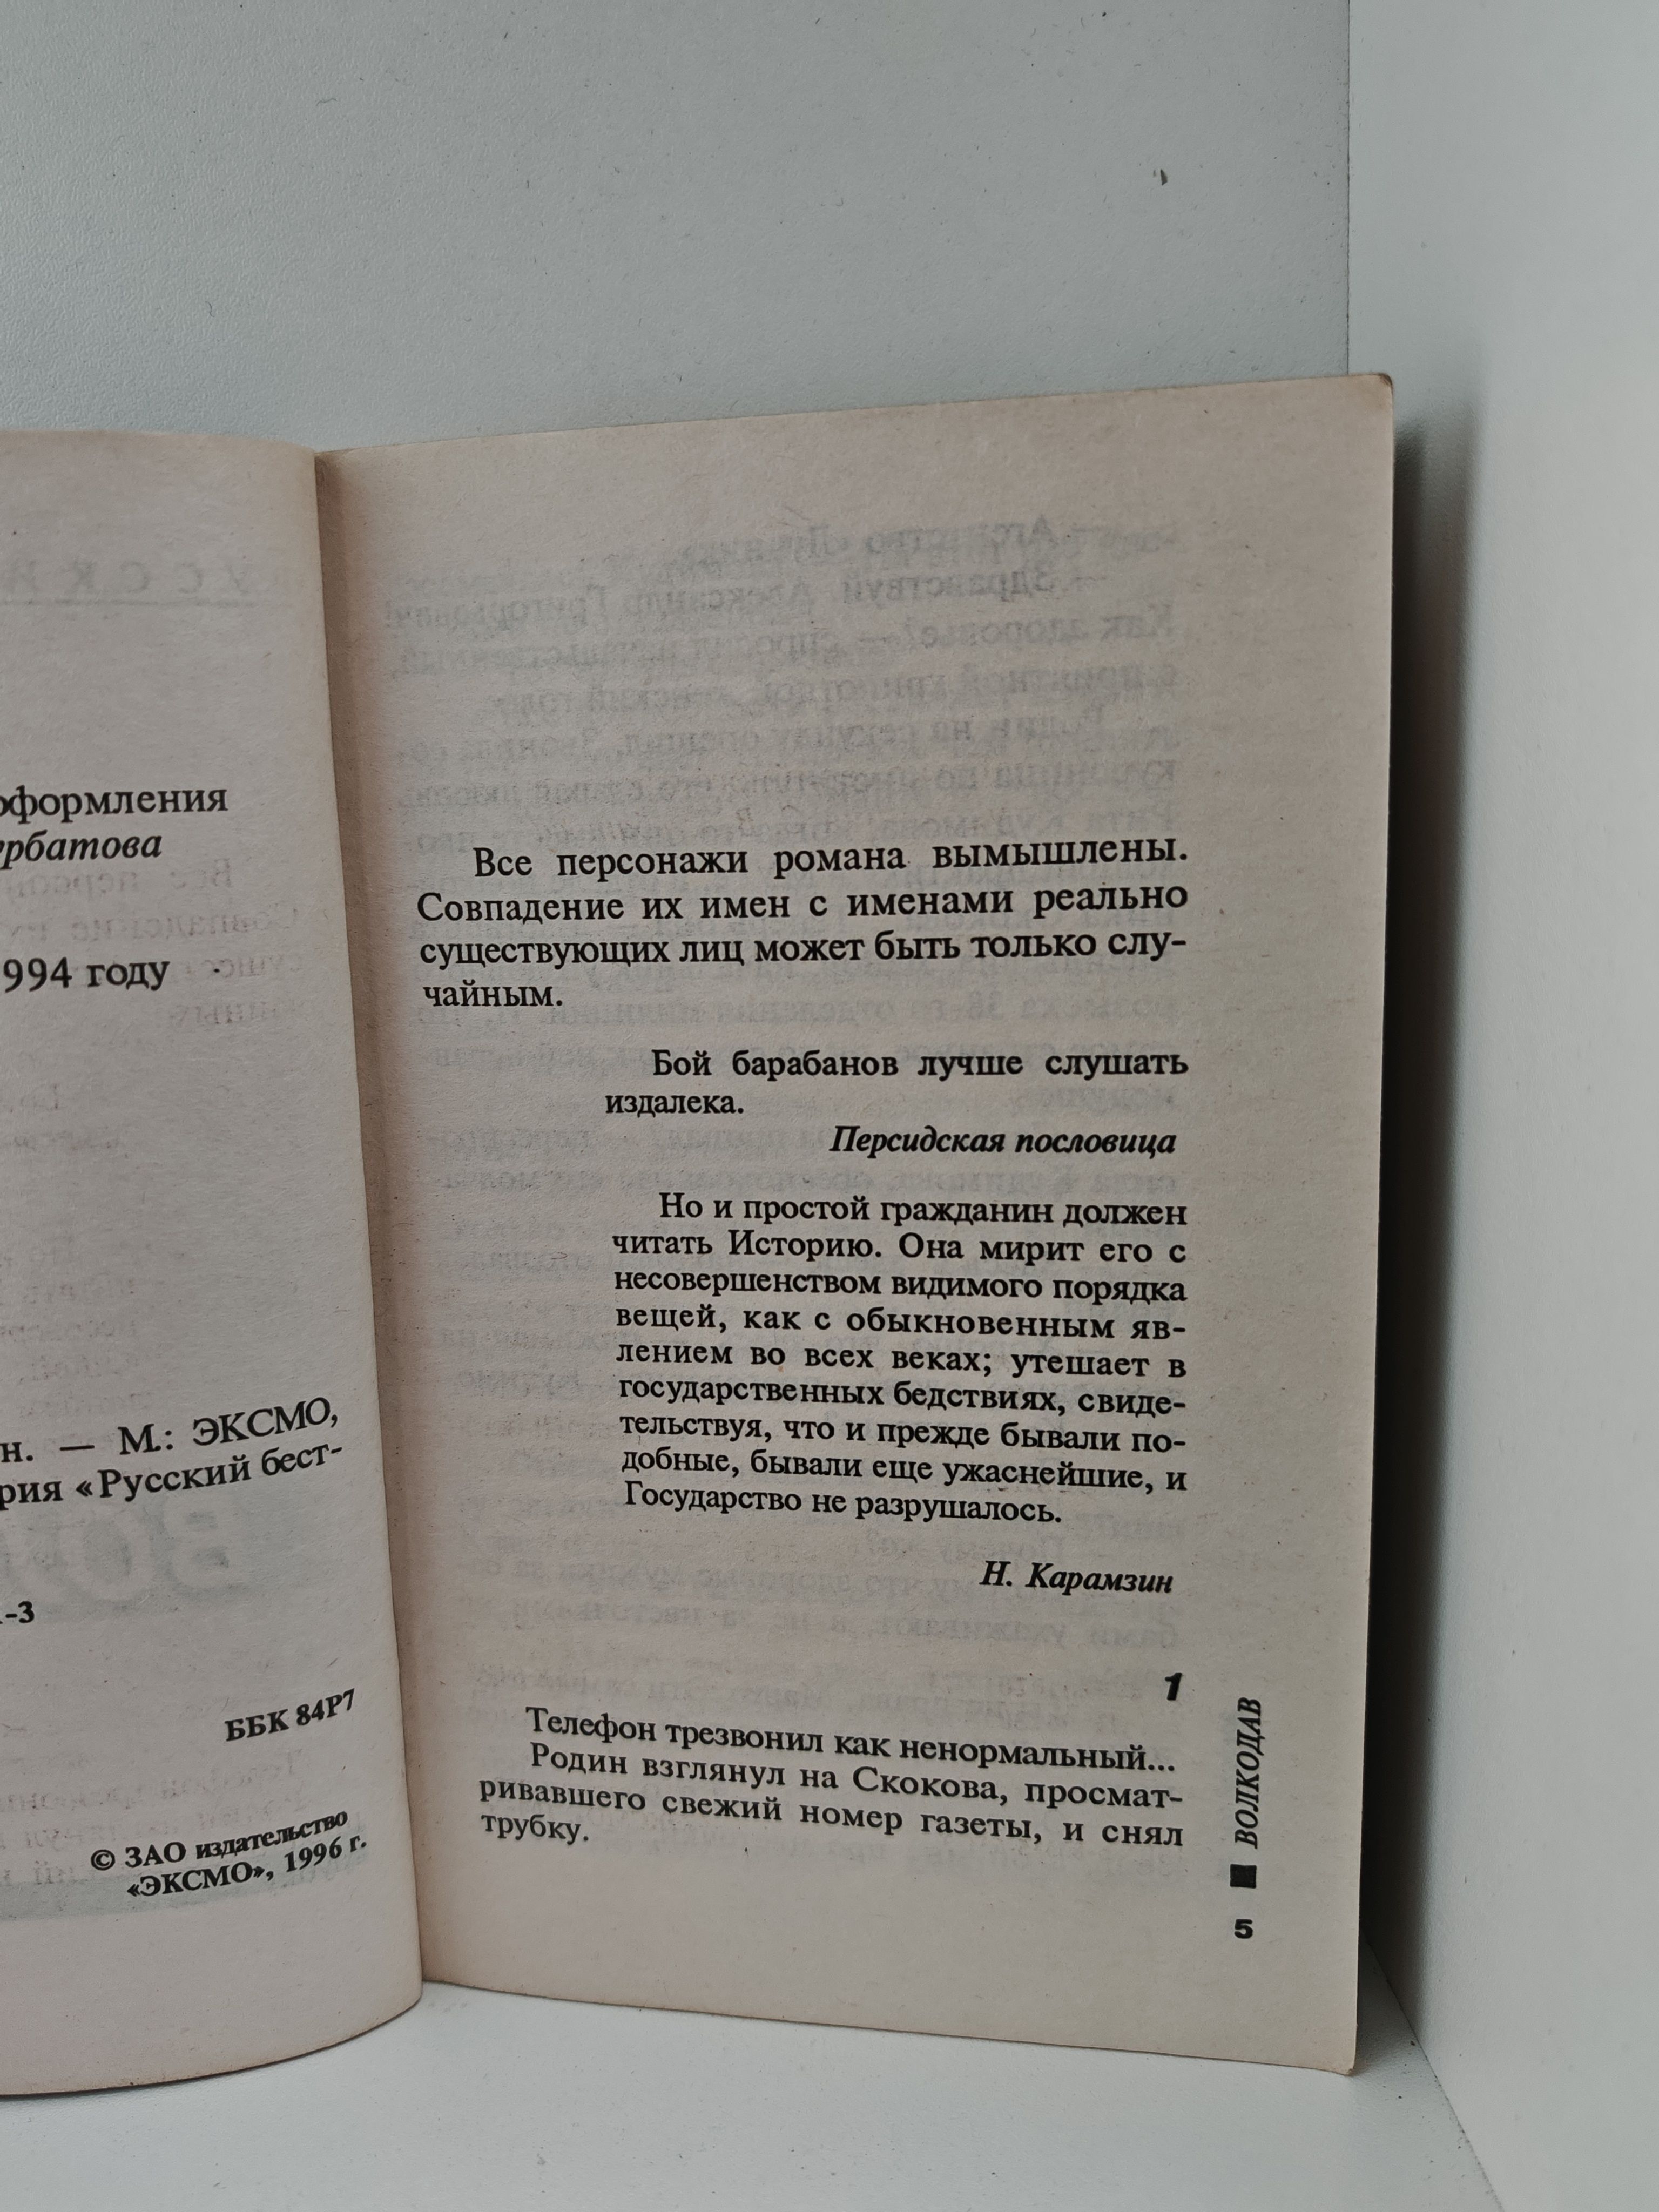 оформления
рбатова
994 году
н. — М.: ЭКСМО,
рия «Русский бест-
-3
ББК 84Р7
© ЗАО издательство
«ЭКСМО», 1996 г.
Все персонажи романа вымышлены.
Совпадение их имен с именами реально
существующих лиц может быть только слу-
чайным.
Бой барабанов лучше слушать
издалека.
Персидская пословица
Но и простой гражданин должен
читать Историю. Она мирит его с
несовершенством видимого порядка
вещей, как с обыкновенным яв-
лением во всех веках; утешает в
государственных бедствиях, свиде-
тельствуя, что и прежде бывали по-
добные, бывали еще ужаснейшие, и
Государство не разрушалось.
Н. Карамзин
1
Телефон трезвонил как ненормальный...
Родин взглянул на Скокова, просмат-
ривавшего свежий номер газеты, и снял
трубку.
ВОЛКОДАВ
5